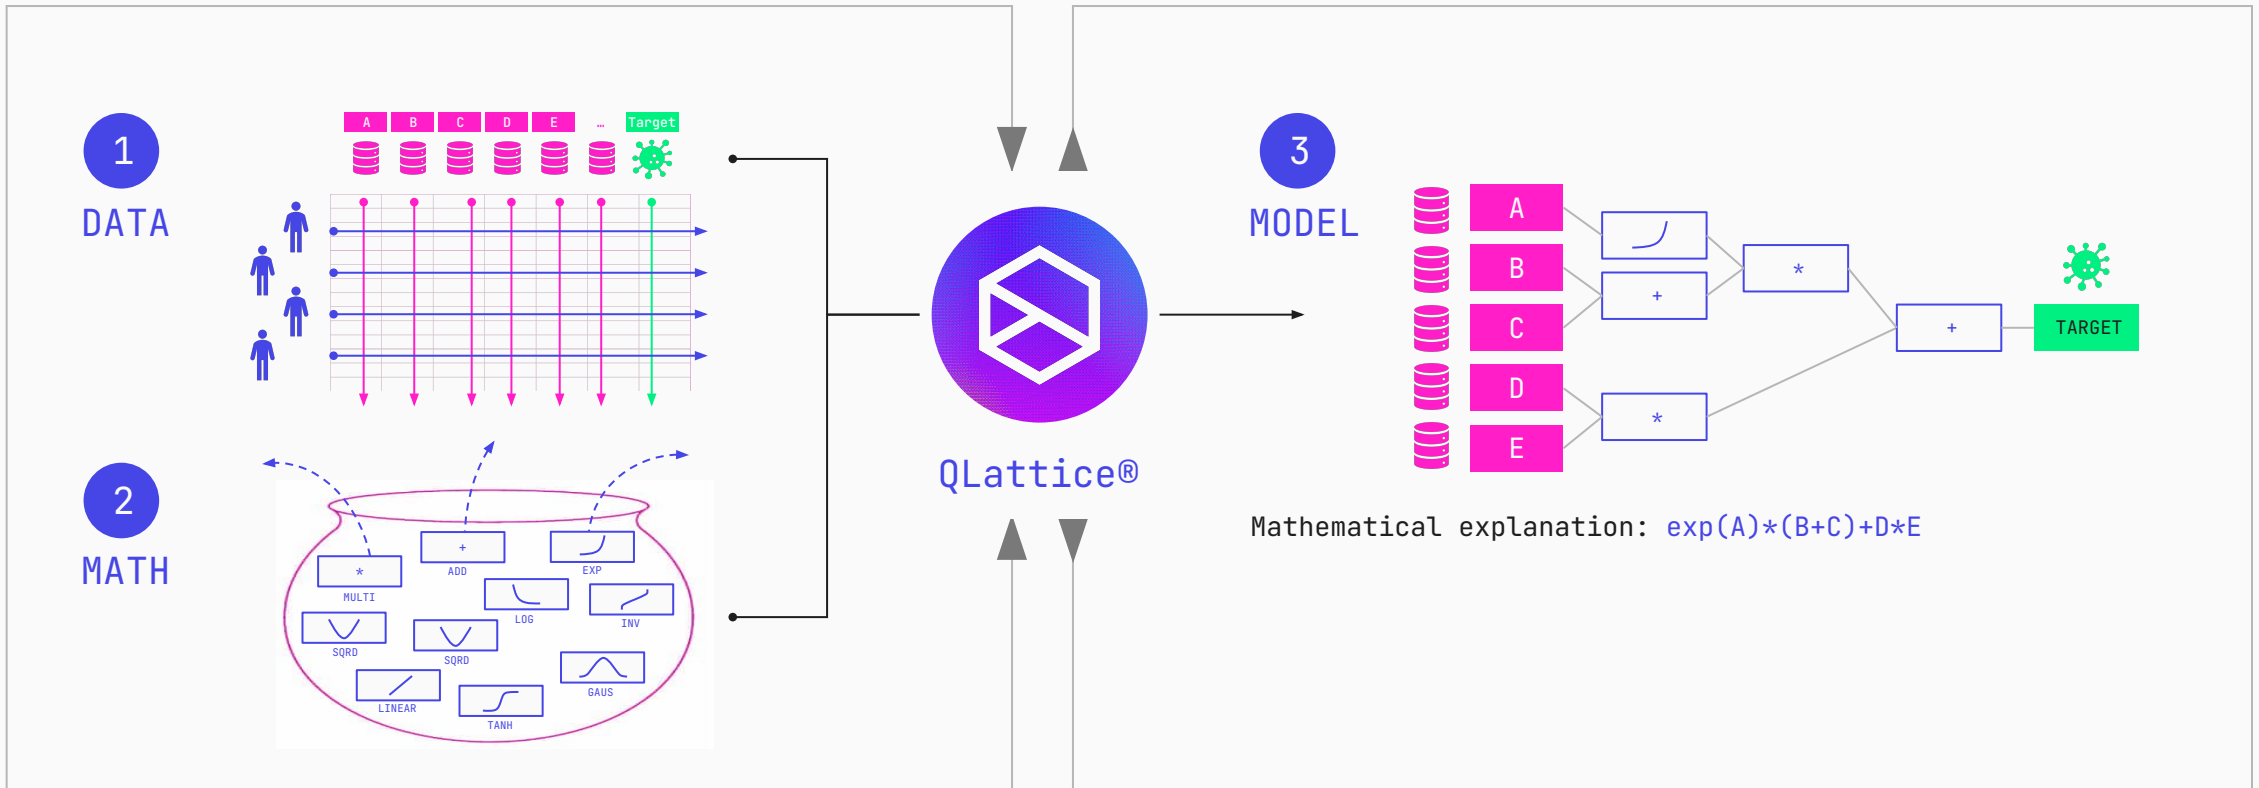 1
DATA
A B C D E … Target
2
MATH
*
MULTI
+
ADD
EXP
LOG
INV
SQRD
SQRD
GAUS
LINEAR
TANH
QLattice®
3
MODEL
A
B
C
D
E
+
*
*
+
TARGET
Mathematical explanation: exp(A)*(B+C)+D*E